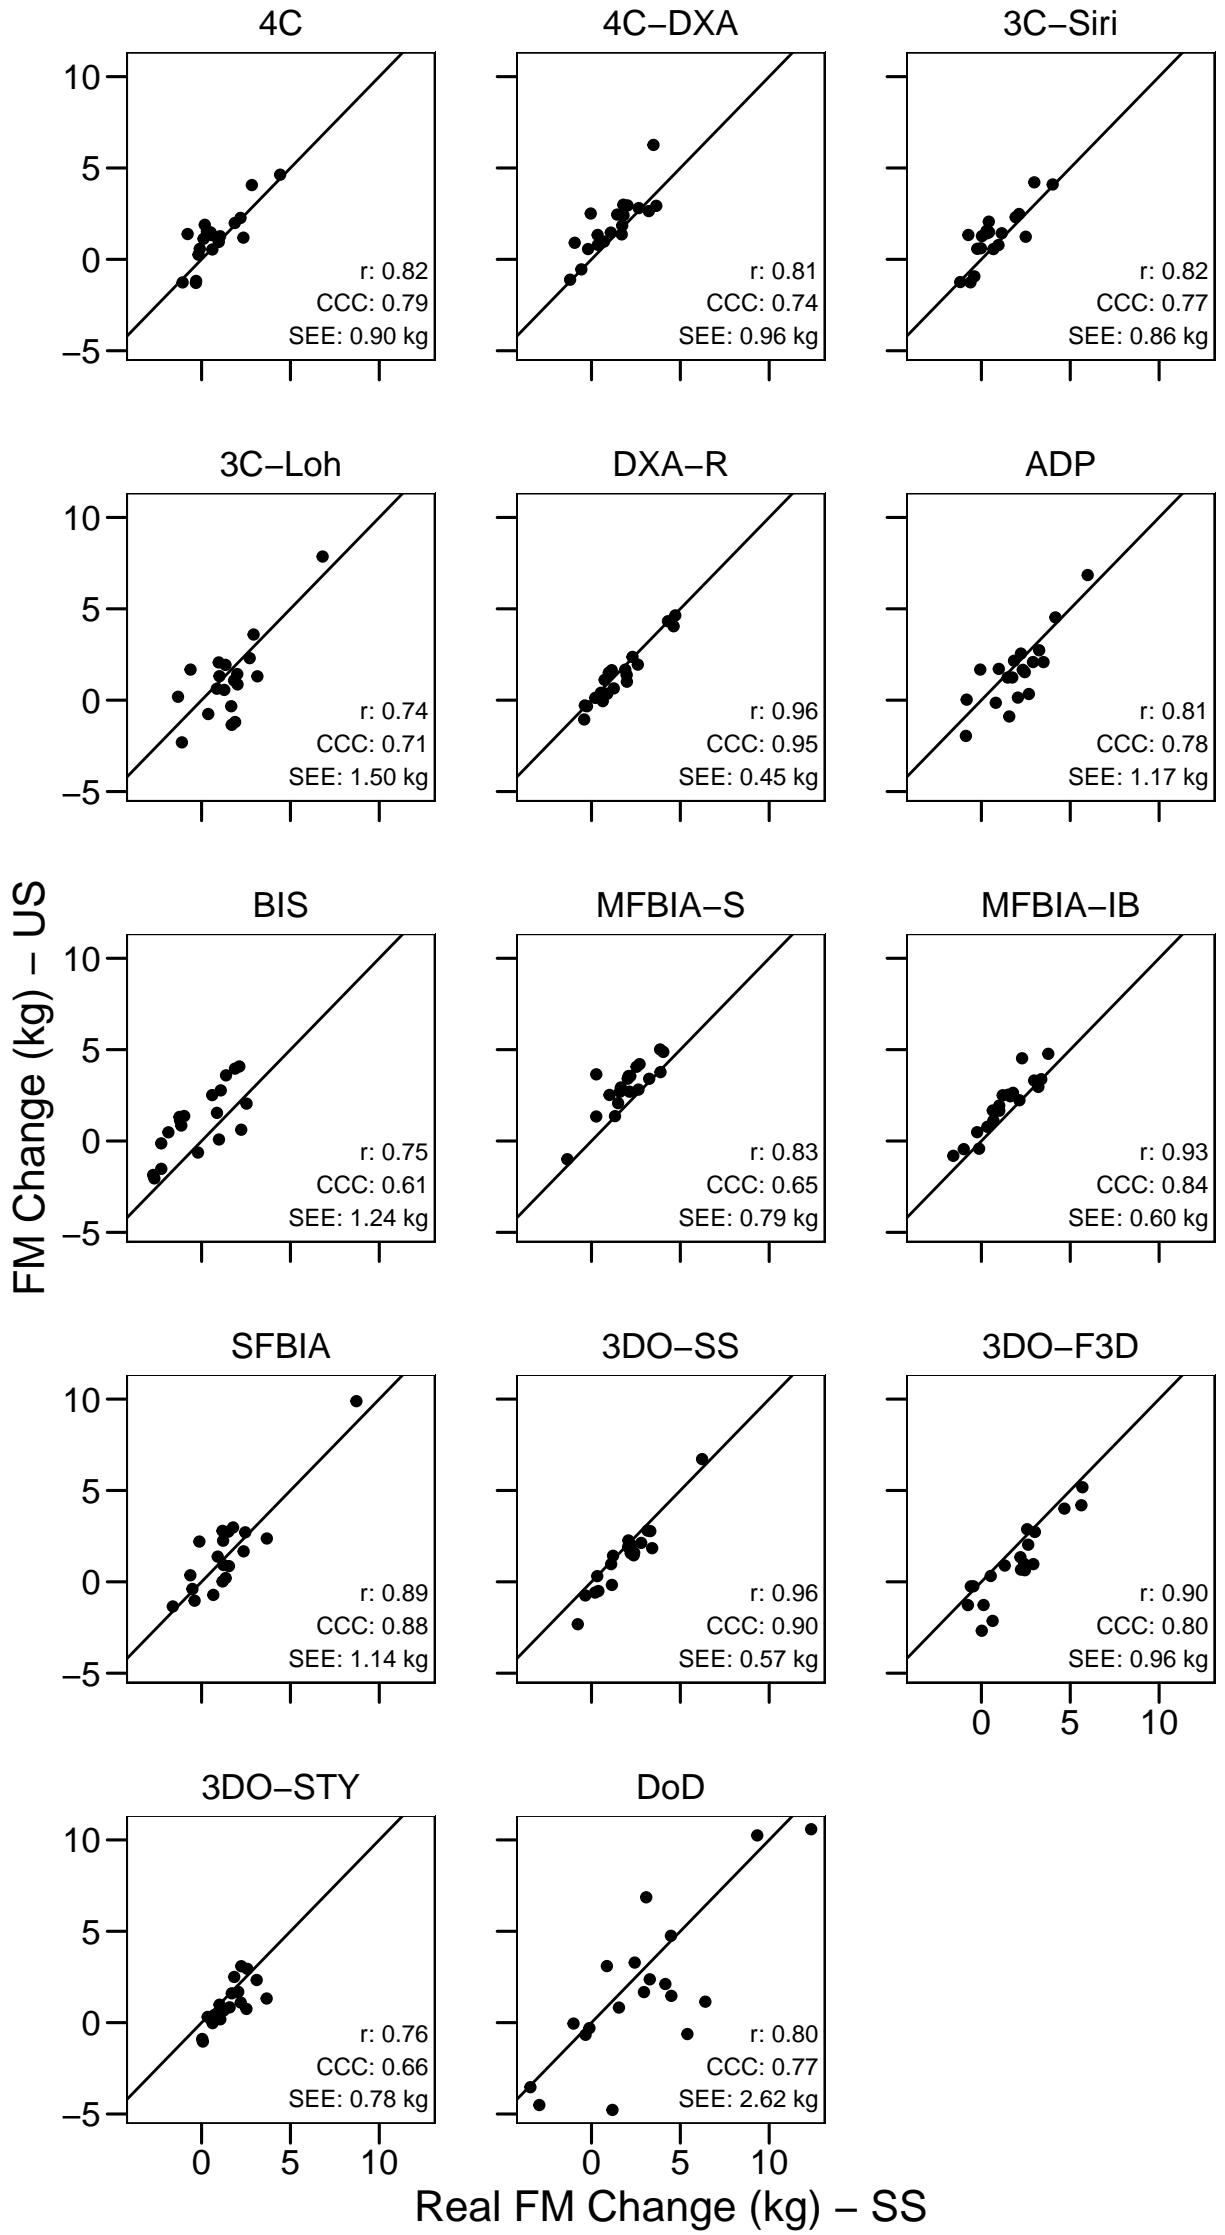 4C 4C−DXA 3C−Siri
10
5
0
−5
r: 0.82
CCC: 0.79
SEE: 0.90 kg
r: 0.81
CCC: 0.74
SEE: 0.96 kg
r: 0.82
CCC: 0.77
SEE: 0.86 kg
3C−Loh DXA−R ADP
10
5
0
−5
r: 0.74
CCC: 0.71
SEE: 1.50 kg
r: 0.96
CCC: 0.95
SEE: 0.45 kg
r: 0.81
CCC: 0.78
SEE: 1.17 kg
FM Change (kg) − US
BIS MFBIA−S MFBIA−IB
10
5
0
−5
r: 0.75
CCC: 0.61
SEE: 1.24 kg
r: 0.83
CCC: 0.65
SEE: 0.79 kg
r: 0.93
CCC: 0.84
SEE: 0.60 kg
SFBIA 3DO−SS 3DO−F3D
10
5
0
−5
r: 0.89
CCC: 0.88
SEE: 1.14 kg
r: 0.96
CCC: 0.90
SEE: 0.57 kg
r: 0.90
CCC: 0.80
SEE: 0.96 kg
0 5 10
3DO−STY DoD
10
5
0
−5
r: 0.76
CCC: 0.66
SEE: 0.78 kg
r: 0.80
CCC: 0.77
SEE: 2.62 kg
0 5 10 0 5 10
Real FM Change (kg) − SS